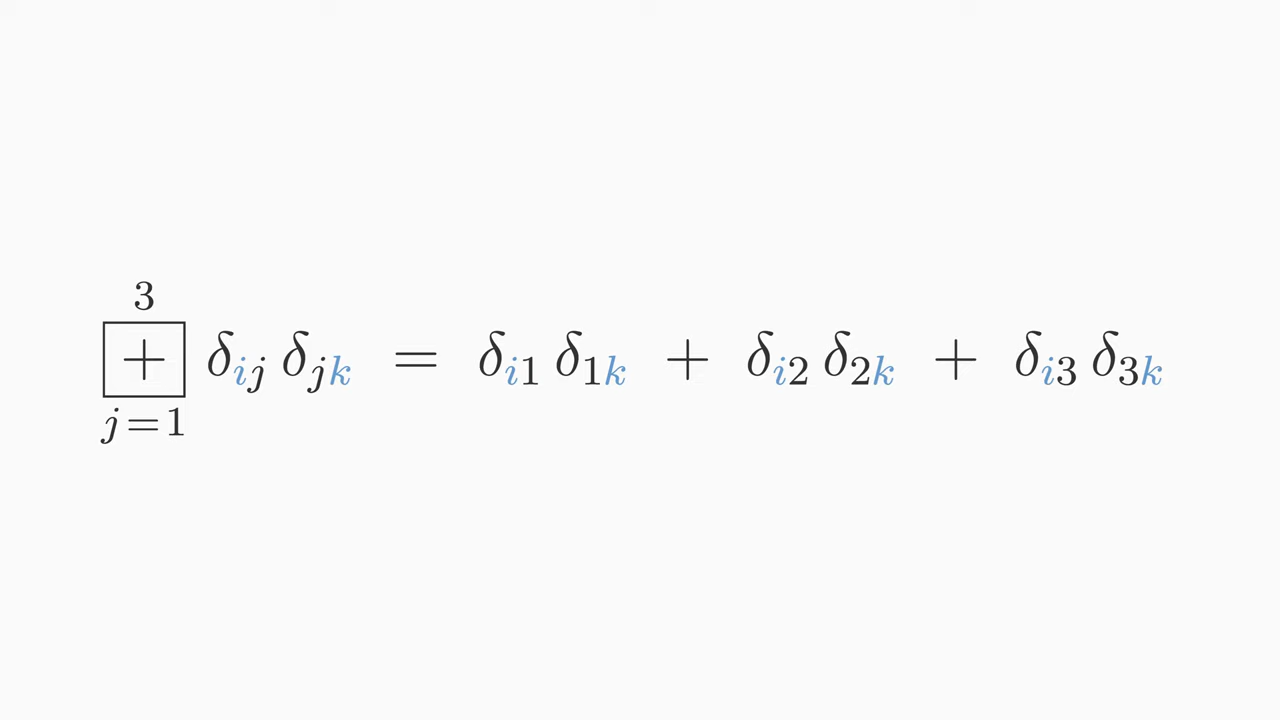 3
+ δij δjk = δi1 δ1k + δi2 δ2k + δi3 δ3k
j=1